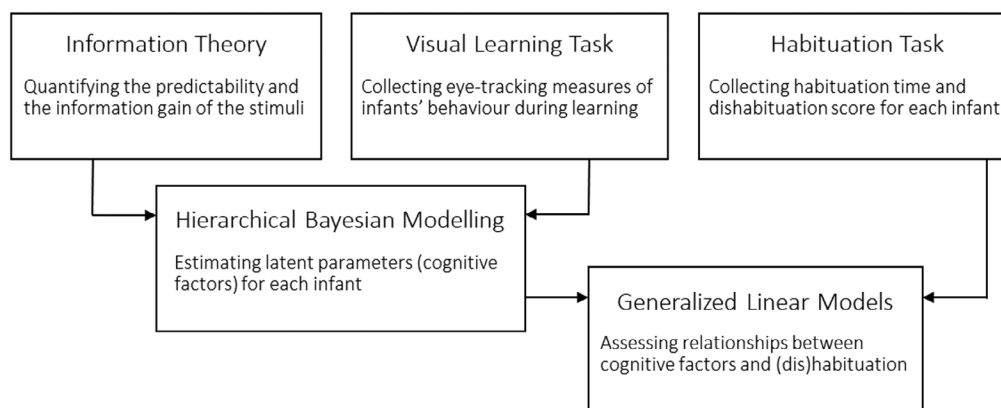 Information Theory
Quantifying the predictability and
the information gain of the stimuli
Visual Learning Task
Collecting eye-tracking measures of
infants' behaviour during learning
Habituation Task
Collecting habituation time and
dishabituation score for each infant
Hierarchical Bayesian Modelling
Estimating latent parameters (cognitive
factors) for each infant
Generalized Linear Models
Assessing relationships between
cognitive factors and (dis)habituation